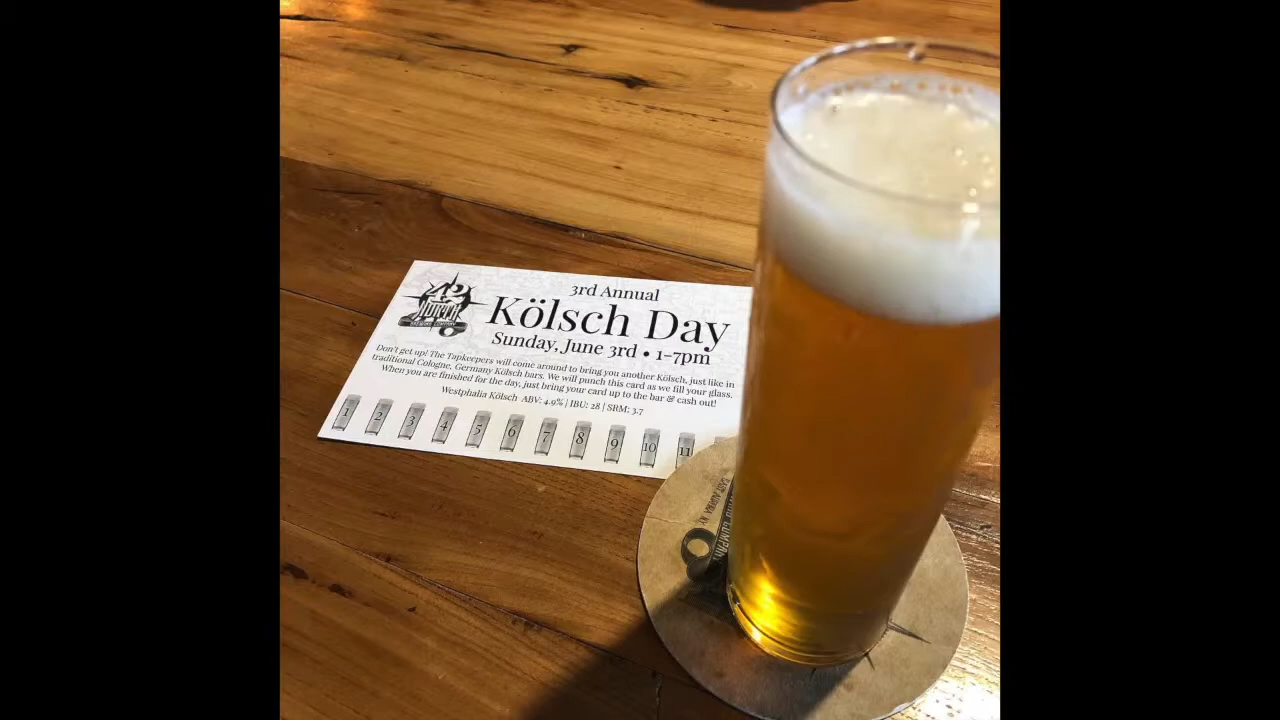 42
NORTH
BREWING COMPANY
3rd Annual
Kölsch Day
Sunday, June 3rd • 1-7pm
Don't get up! The Tapkeepers will come around to bring you another Kölsch, just like in
traditional Cologne, Germany Kölsch bars. We will punch this card as we fill your glass.
When you are finished for the day, just bring your card up to the bar & cash out!
Westphalia Kölsch ABV: 4.9% | IBU: 28 | SRM: 3.7
1 2 3 4 5 6 7 8 9 10 11
COMPANY
EAST AURORA NY